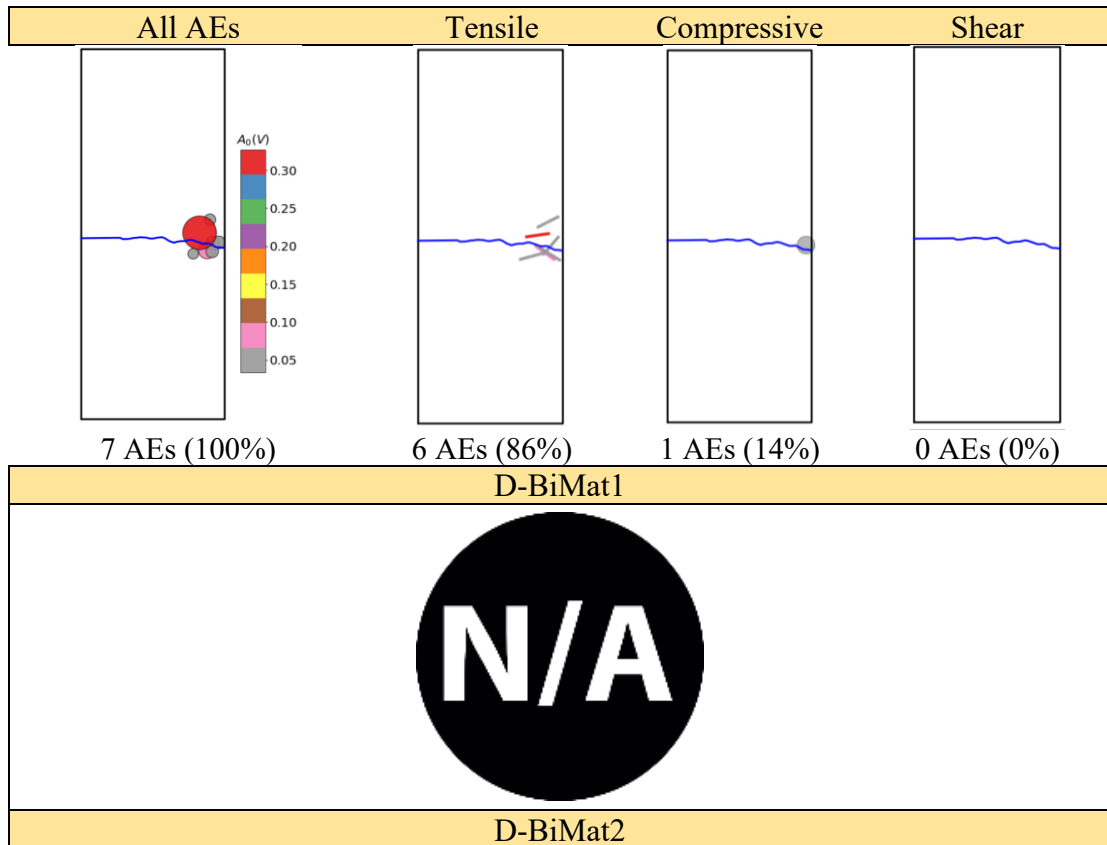 All AEs Tensile Compressive Shear
A₀(V)
0.30
0.25
0.20
0.15
0.10
0.05
7 AEs (100%) 6 AEs (86%) 1 AEs (14%) 0 AEs (0%)
D-BiMat1
N/A
D-BiMat2